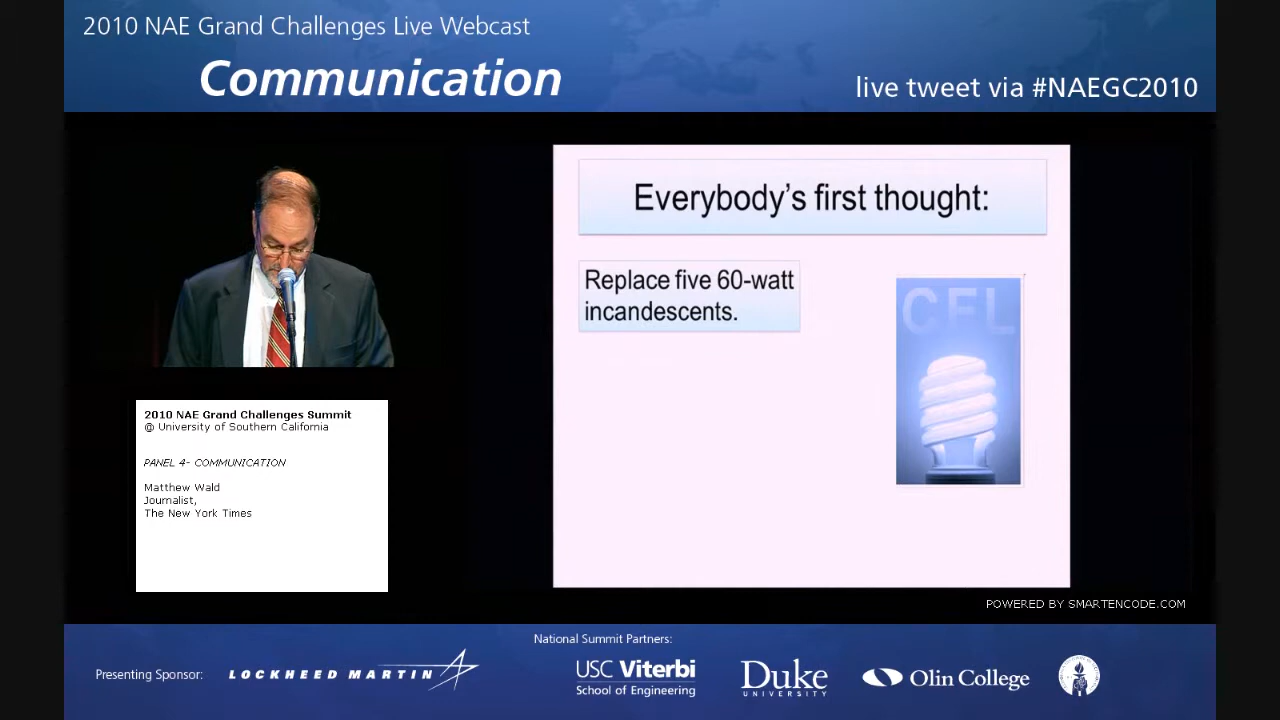 2010 NAE Grand Challenges Live Webcast
Communication
live tweet via #NAEGC2010
Everybody's first thought:
Replace five 60-watt
incandescents.
CFL
2010 NAE Grand Challenges Summit
@ University of Southern California
PANEL 4- COMMUNICATION
Matthew Wald
Journalist,
The New York Times
POWERED BY SMARTENCODE.COM
National Summit Partners:
Presenting Sponsor:
LOCKHEED MARTIN
USC Viterbi
School of Engineering
Duke
UNIVERSITY
Olin College